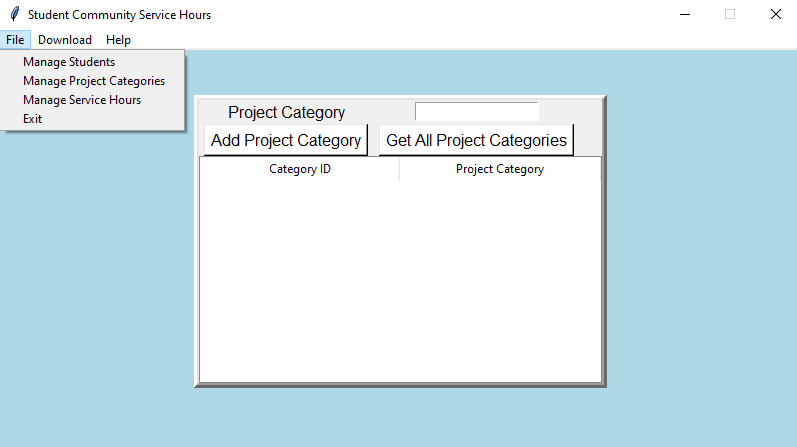 Student Community Service Hours
File Download Help
Manage Students
Manage Project Categories
Manage Service Hours
Exit
Project Category
Add Project Category Get All Project Categories
Category ID Project Category